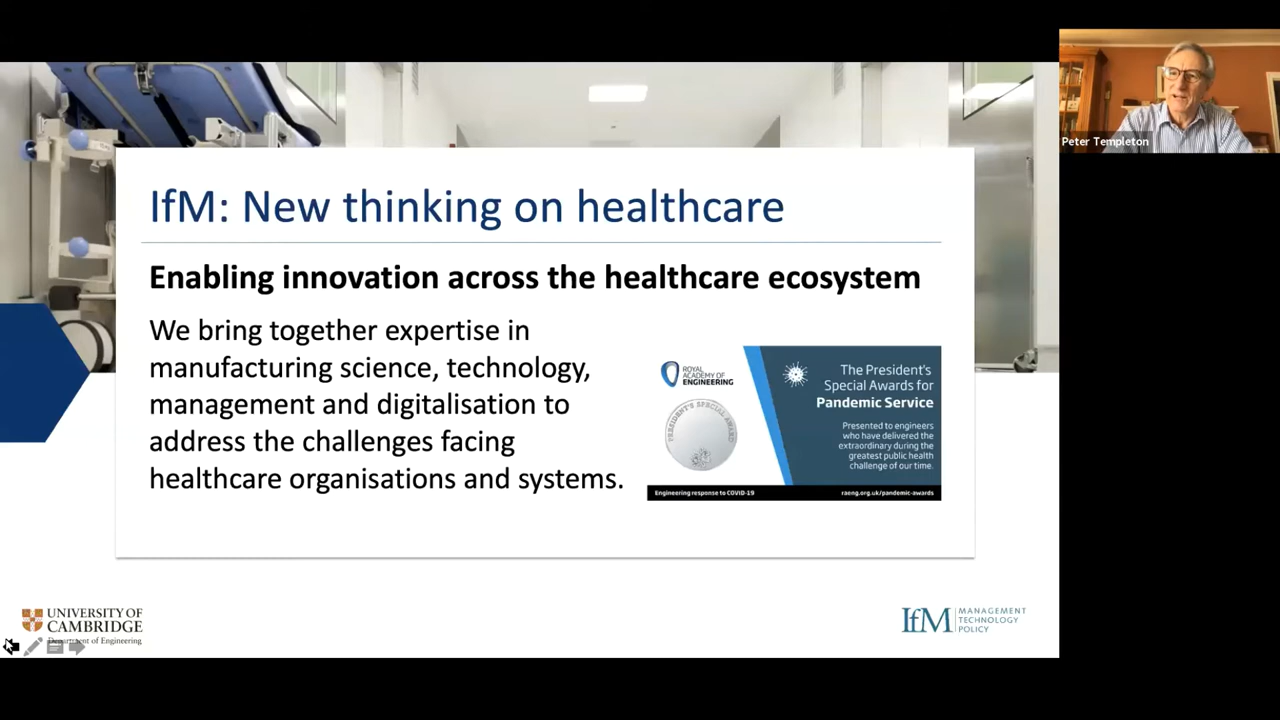 IfM: New thinking on healthcare
Enabling innovation across the healthcare ecosystem
We bring together expertise in
manufacturing science, technology,
management and digitalisation to
address the challenges facing
healthcare organisations and systems.
ROYAL
ACADEMY OF
ENGINEERING
PRESIDENT'S SPECIAL AWARD
The President's
Special Awards for
Pandemic Service
Presented to engineers
who have delivered the
extraordinary during the
greatest public health
challenge of our time.
Engineering response to COVID-19
raeng.org.uk/pandemic-awards
UNIVERSITY OF
CAMBRIDGE
Department of Engineering
IfM
MANAGEMENT
TECHNOLOGY
POLICY
Peter Templeton